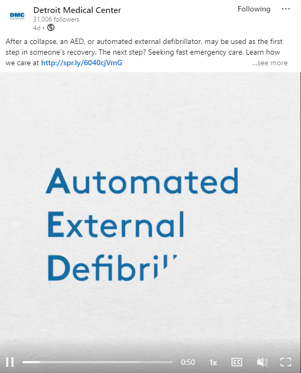 DMC
Detroit Medical Center
Following
31,006 followers
4d •
After a collapse, an AED, or automated external defibrillator, may be used as the first
step in someone's recovery. The next step? Seeking fast emergency care. Learn how
we care at http://spr.ly/6040cjVmG
...see more
Automated
External
Defibril
0:50
1x
CC